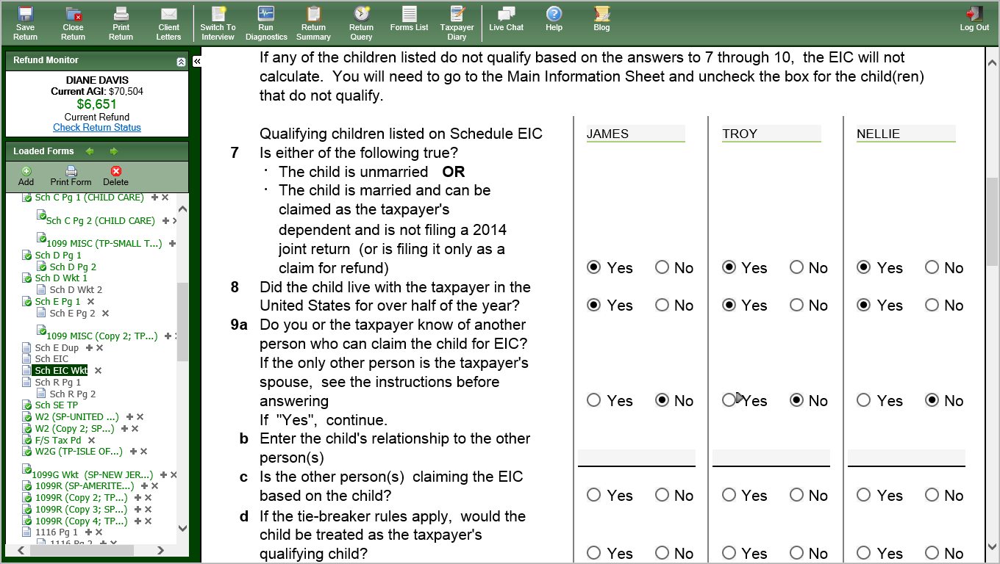 Save Return
Close Return
Print Return
Client Letters
Switch To Interview
Run Diagnostics
Return Summary
Return Query
Forms List
Taxpayer Diary
Live Chat
Help
Blog
Log Out
Refund Monitor
DIANE DAVIS
Current AGI: $70,504
$6,651
Current Refund
Check Return Status
Loaded Forms
Add
Print Form
Delete
Sch C Pg 1 (CHILD CARE)
Sch C Pg 2 (CHILD CARE)
1099 MISC (TP-SMALL T...)
Sch D Pg 1
Sch D Pg 2
Sch D Wkt 1
Sch D Wkt 2
Sch E Pg 1
Sch E Pg 2
1099 MISC (Copy 2; TP...)
Sch E Dup
Sch EIC
Sch EIC Wkt
Sch R Pg 1
Sch R Pg 2
Sch SE TP
W2 (SP-UNITED ...)
W2 (Copy 2; SP...)
F/S Tax Pd
W2G (TP-ISLE OF...)
1099G Wkt (SP-NEW JER...)
1099R (SP-AMERITE...)
1099R (Copy 2; TP...)
1099R (Copy 3; SP...)
1099R (Copy 4; TP...)
1116 Pg 1
1116 Pg 2
If any of the children listed do not qualify based on the answers to 7 through 10, the EIC will not
calculate. You will need to go to the Main Information Sheet and uncheck the box for the child(ren)
that do not qualify.
Qualifying children listed on Schedule EIC JAMES TROY NELLIE
7 Is either of the following true?
· The child is unmarried OR
· The child is married and can be
claimed as the taxpayer's
dependent and is not filing a 2014
joint return (or is filing it only as a
claim for refund) Yes No Yes No Yes No
8 Did the child live with the taxpayer in the
United States for over half of the year? Yes No Yes No Yes No
9a Do you or the taxpayer know of another
person who can claim the child for EIC?
If the only other person is the taxpayer's
spouse, see the instructions before
answering Yes No Yes No Yes No
If "Yes", continue.
b Enter the child's relationship to the other
person(s)
c Is the other person(s) claiming the EIC
based on the child? Yes No Yes No Yes No
d If the tie-breaker rules apply, would the
child be treated as the taxpayer's
qualifying child? Yes No Yes No Yes No